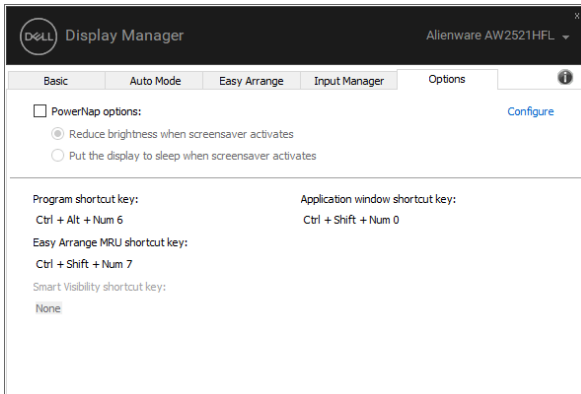 DELL Display Manager Alienware AW2521HFL
x
Basic Auto Mode Easy Arrange Input Manager Options i
PowerNap options: Configure
Reduce brightness when screensaver activates
Put the display to sleep when screensaver activates
Program shortcut key: Application window shortcut key:
Ctrl + Alt + Num 6 Ctrl + Shift + Num 0
Easy Arrange MRU shortcut key:
Ctrl + Shift + Num 7
Smart Visibility shortcut key:
None